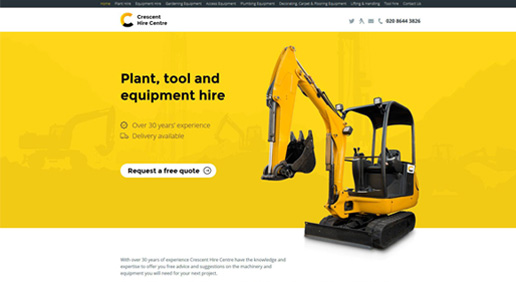 Home Plant Hire Equipment Hire Gardening Equipment Access Equipment Plumbing Equipment Decorating, Carpet & Flooring Equipment Lifting & Handling Tool Hire Contact Us
Crescent
Hire Centre
020 8644 3826
Plant, tool and
equipment hire
Over 30 years' experience
Delivery available
Request a free quote
With over 30 years of experience Crescent Hire Centre have the knowledge and
expertise to offer you free advice and suggestions on the machinery and
equipment you will need for your next project.